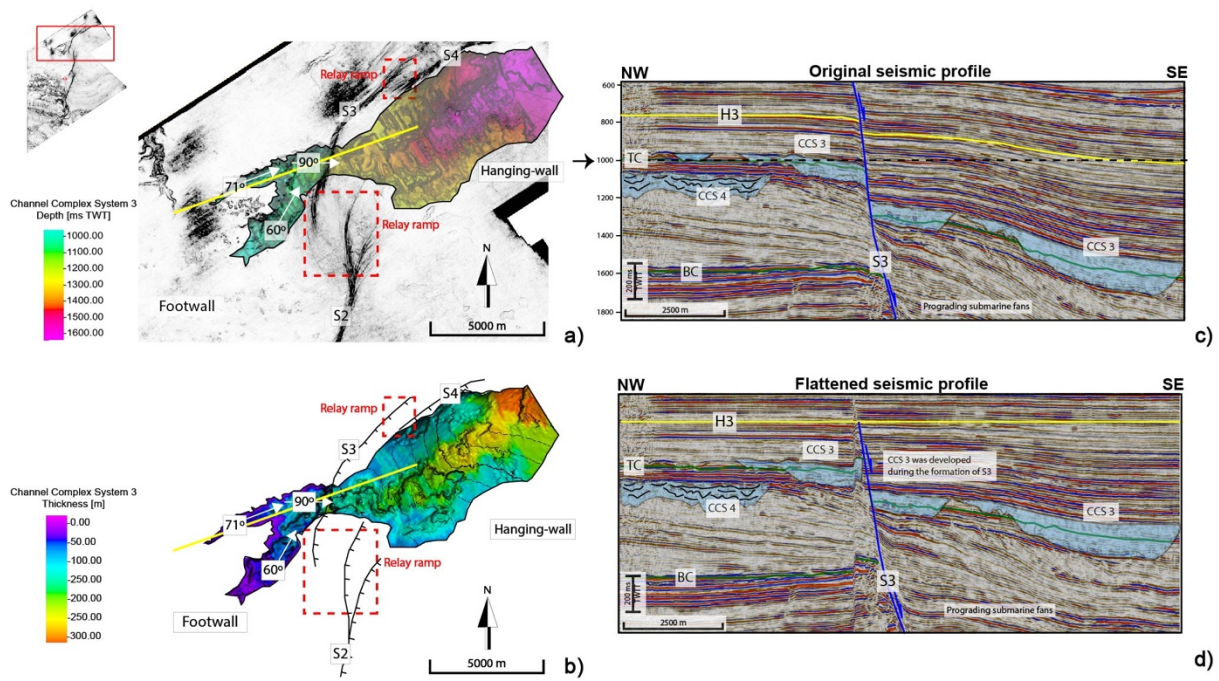 S4
Relay ramp
S3
90º
71º
60º
Hanging-wall
Relay ramp
N
Footwall
S2
5000 m
a)
Channel Complex System 3
Depth [ms TWT]
1000.00
-1100.00
-1200.00
-1300.00
-1400.00
-1500.00
-1600.00
Relay ramp
S4
S3
90º
71º
60º
Hanging-wall
Relay ramp
N
Footwall
S2
5000 m
b)
Channel Complex System 3
Thickness [m]
0.00
-50.00
-100.00
-150.00
-200.00
-250.00
300.00
NW
Original seismic profile
SE
600
800
1000
1200
1400
1600
1800
H3
CCS 3
TC
CCS 4
CCS 3
S3
BC
200 ms
TWTT
Prograding submarine fans
2500 m
c)
NW
Flattened seismic profile
SE
H3
CCS 3
CCS 3 was developed
during the formation of S3
TC
CCS 4
CCS 3
BC
S3
200 ms
TWTT
Prograding submarine fans
2500 m
d)